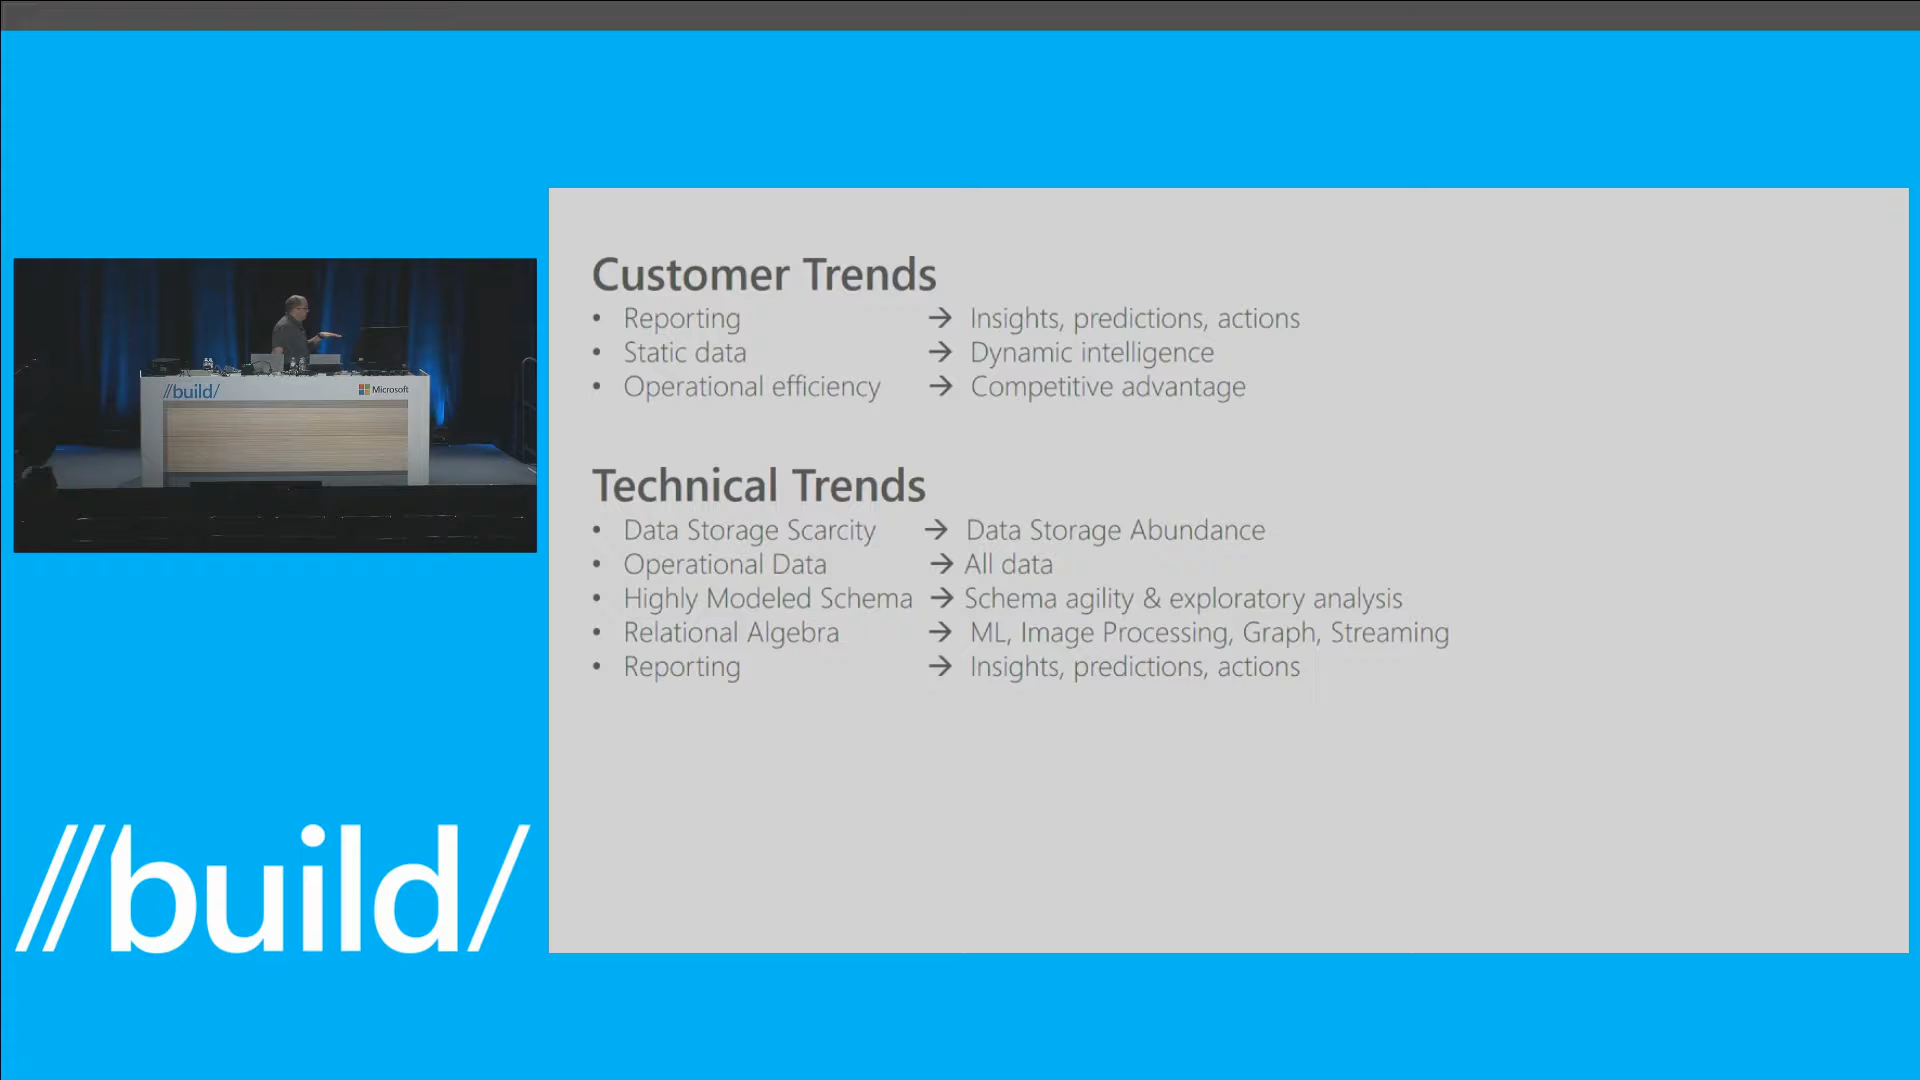 Customer Trends
• Reporting → Insights, predictions, actions
• Static data → Dynamic intelligence
• Operational efficiency → Competitive advantage
Technical Trends
• Data Storage Scarcity → Data Storage Abundance
• Operational Data → All data
• Highly Modeled Schema → Schema agility & exploratory analysis
• Relational Algebra → ML, Image Processing, Graph, Streaming
• Reporting → Insights, predictions, actions
//build/
Microsoft
//build/